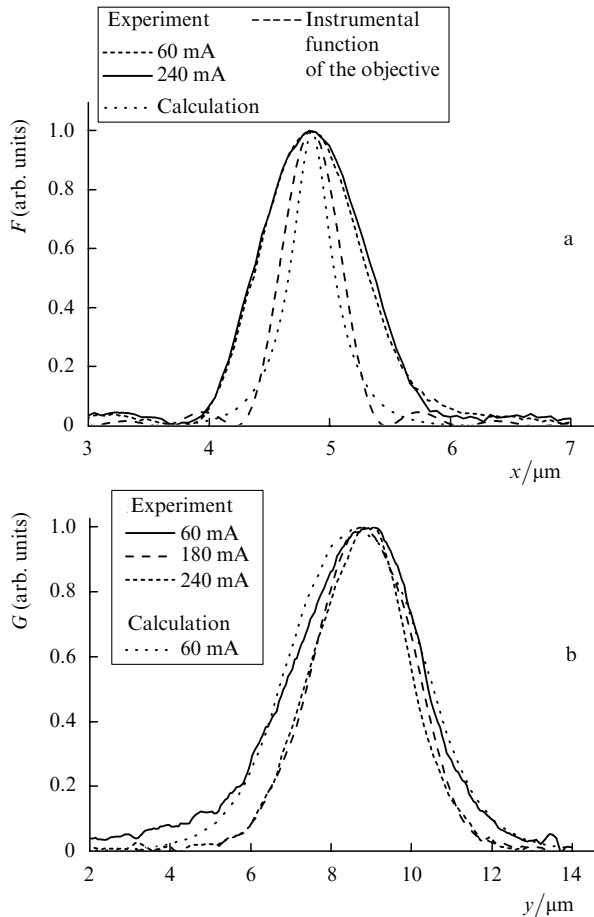 Experiment
60 mA
240 mA
Calculation
Instrumental
function
of the objective
F (arb. units)
1.0
0.8
0.6
0.4
0.2
0
a
3 4 5 6 7
x/μm
Experiment
60 mA
180 mA
240 mA
Calculation
60 mA
G (arb. units)
1.0
0.8
0.6
0.4
0.2
0
b
2 4 6 8 10 12 14
y/μm